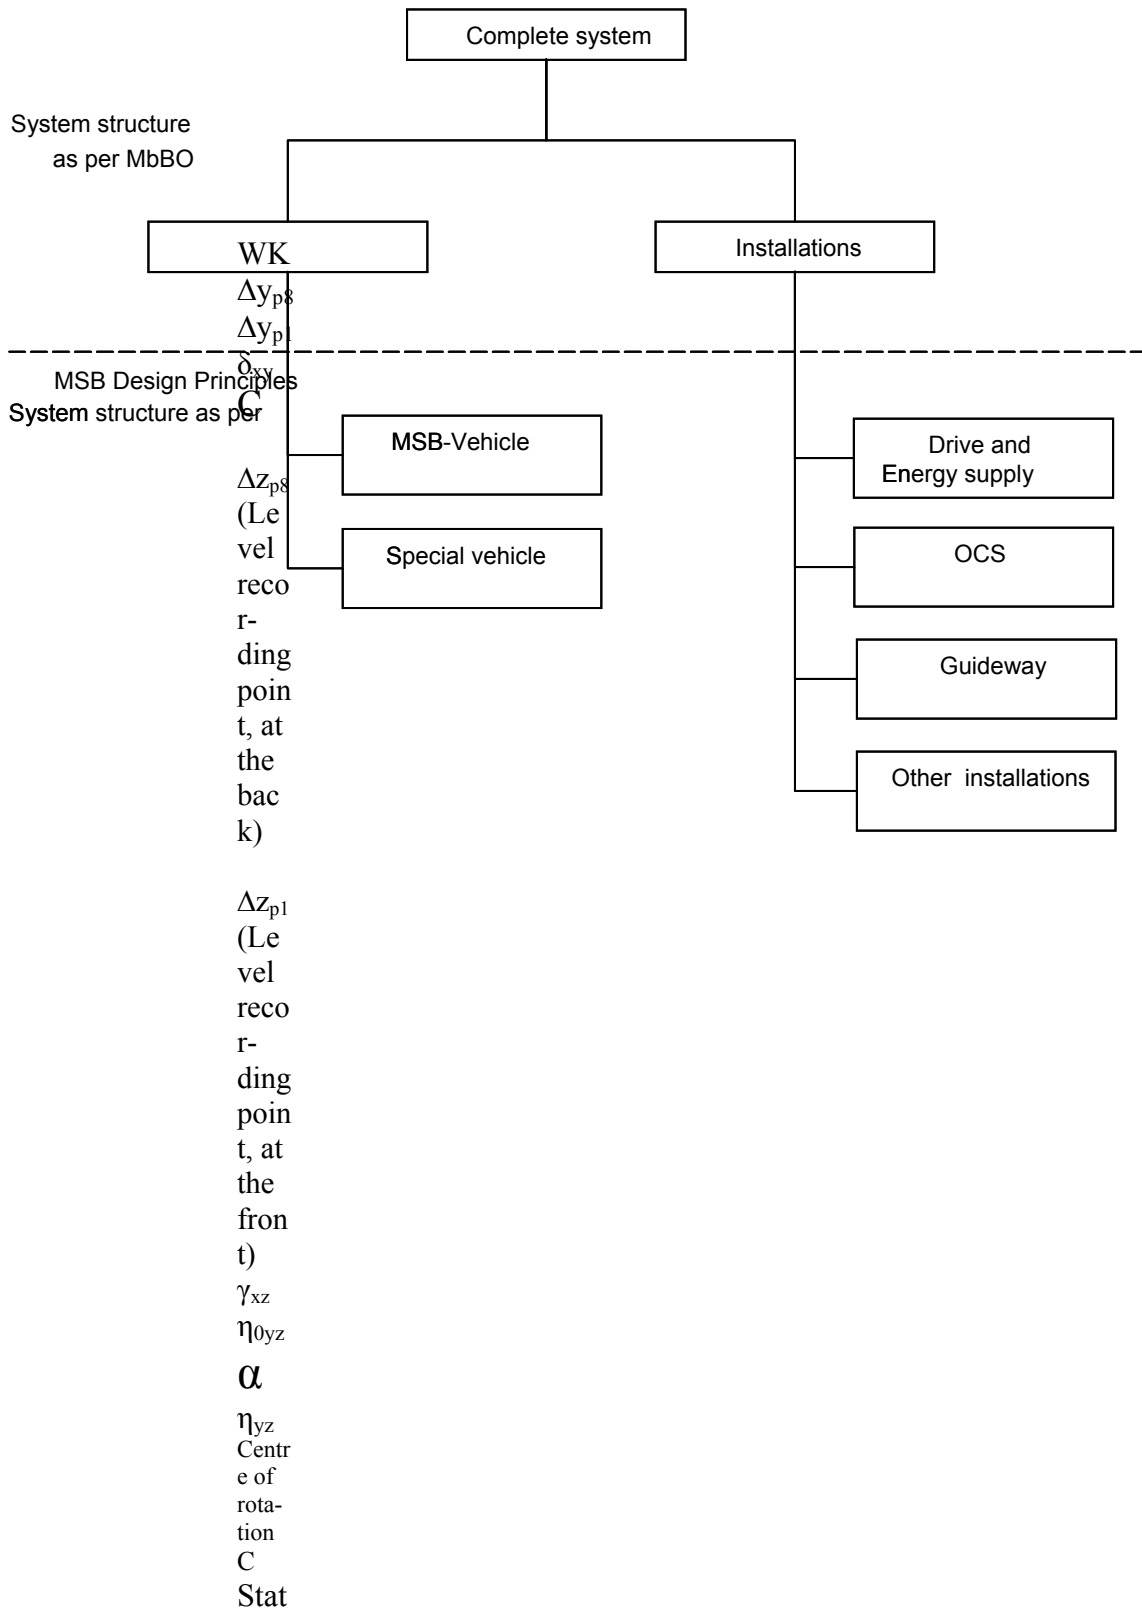 Complete system
System structure
as per MbBO
Installations
WK
Δyp8
Δyp1
δxy
MSB Design Principles
C
System structure as per
MSB-Vehicle
Drive and
Energy supply
Δzp8
(Le
vel
reco
r-
ding
poin
t, at
the
bac
k)
Special vehicle
OCS
Guideway
Other installations
Δzp1
(Le
vel
reco
r-
ding
poin
t, at
the
fron
t)
γxz
η0yz
α
ηyz
Centr
e of
rota-
tion
C
Stat